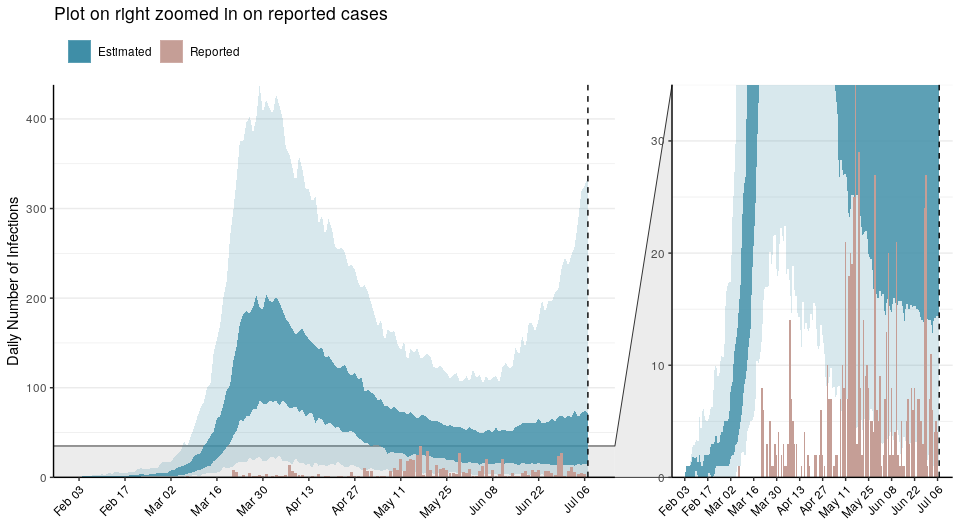 Plot on right zoomed in on reported cases
Estimated
Reported
Daily Number of Infections
400
300
200
100
0
Feb 03
Feb 17
Mar 02
Mar 16
Mar 30
Apr 13
Apr 27
May 11
May 25
Jun 08
Jun 22
Jul 06
30
20
10
0
Feb 03
Feb 17
Mar 02
Mar 16
Mar 30
Apr 13
Apr 27
May 11
May 25
Jun 08
Jun 22
Jul 06